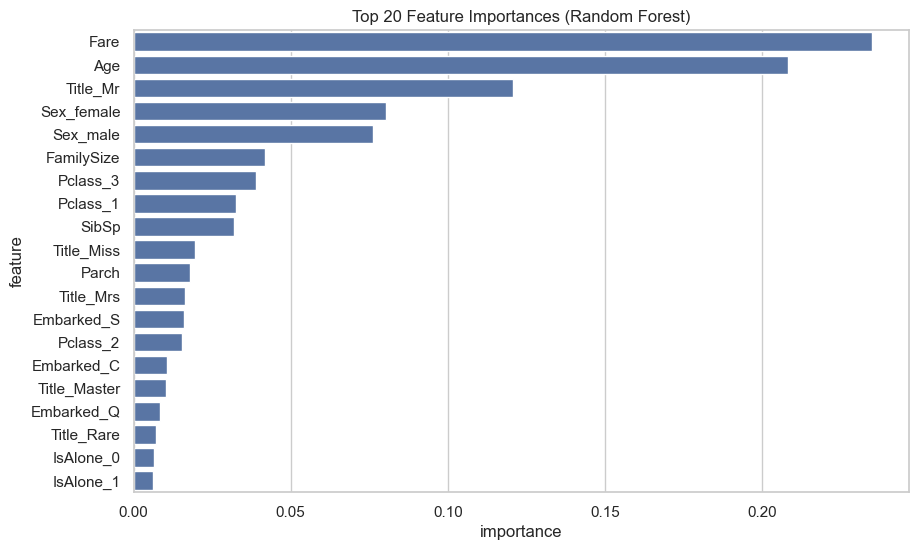 Top 20 Feature Importances (Random Forest)
feature
Fare
Age
Title_Mr
Sex_female
Sex_male
FamilySize
Pclass_3
Pclass_1
SibSp
Title_Miss
Parch
Title_Mrs
Embarked_S
Pclass_2
Embarked_C
Title_Master
Embarked_Q
Title_Rare
IsAlone_0
IsAlone_1
0.00 0.05 0.10 0.15 0.20
importance